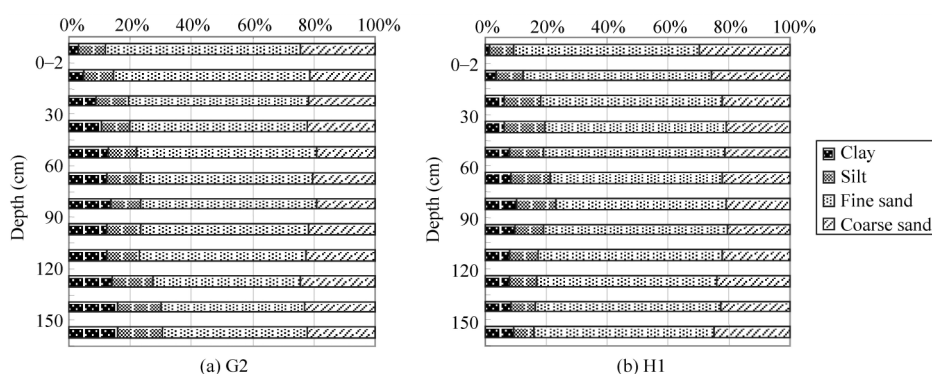 0% 20% 40% 60% 80% 100%
0–2
30
60
90
120
150
Depth (cm)
(a) G2
0% 20% 40% 60% 80% 100%
0–2
30
60
90
120
150
Depth (cm)
(b) H1
Clay
Silt
Fine sand
Coarse sand